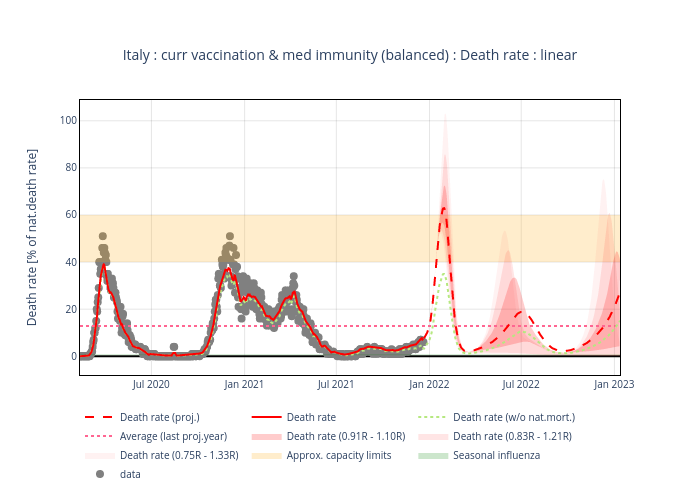 Italy : curr vaccination & med immunity (balanced) : Death rate : linear
Death rate [% of nat.death rate]
100
80
60
40
20
0
Jul 2020
Jan 2021
Jul 2021
Jan 2022
Jul 2022
Jan 2023
Death rate (proj.)
Death rate
Death rate (w/o nat.mort.)
Average (last proj.year)
Death rate (0.91R - 1.10R)
Death rate (0.83R - 1.21R)
Death rate (0.75R - 1.33R)
Approx. capacity limits
Seasonal influenza
data